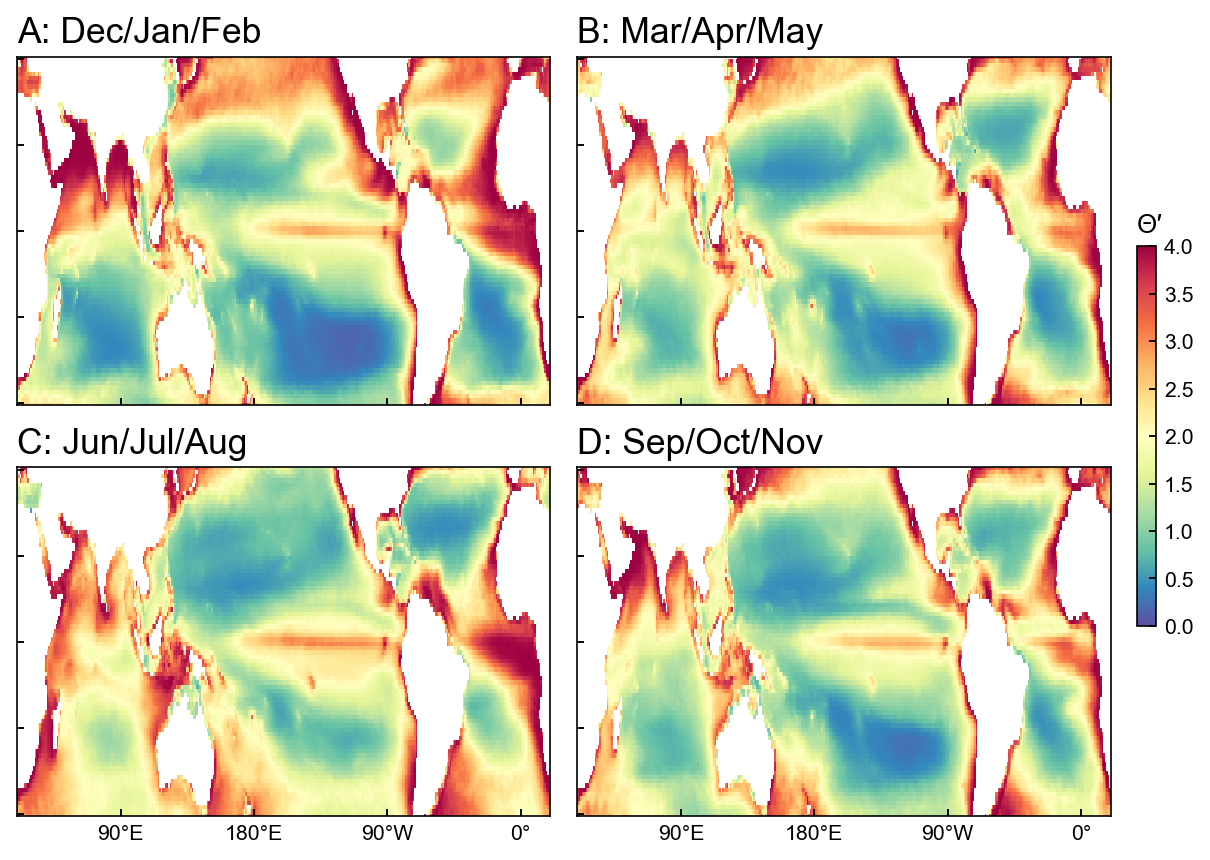 A: Dec/Jan/Feb
B: Mar/Apr/May
Θ′
4.0
3.5
3.0
2.5
2.0
1.5
1.0
0.5
0.0
C: Jun/Jul/Aug
D: Sep/Oct/Nov
90°E 180°E 90°W 0°
90°E 180°E 90°W 0°